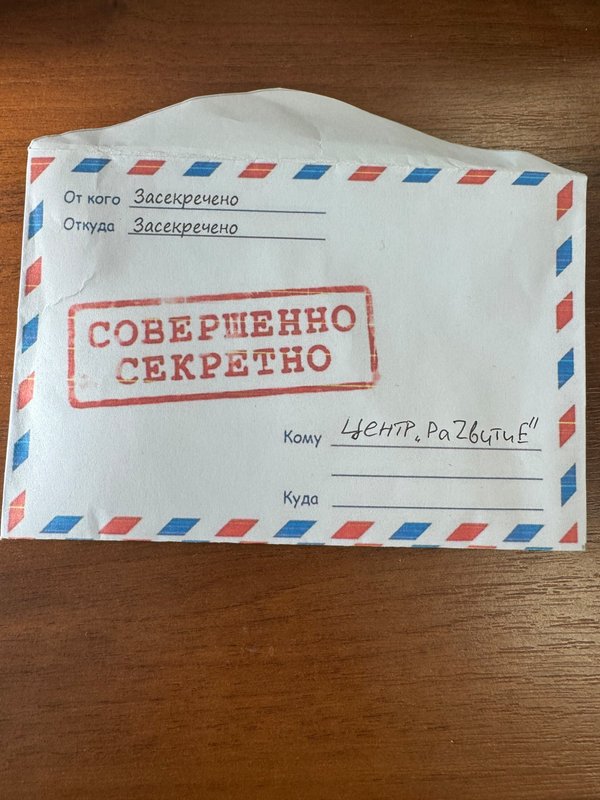 От кого Засекречено
Откуда Засекречено
СОВЕРШЕННО
СЕКРЕТНО
Кому ЦЕНТР „РаZвитиЕ"
Куда